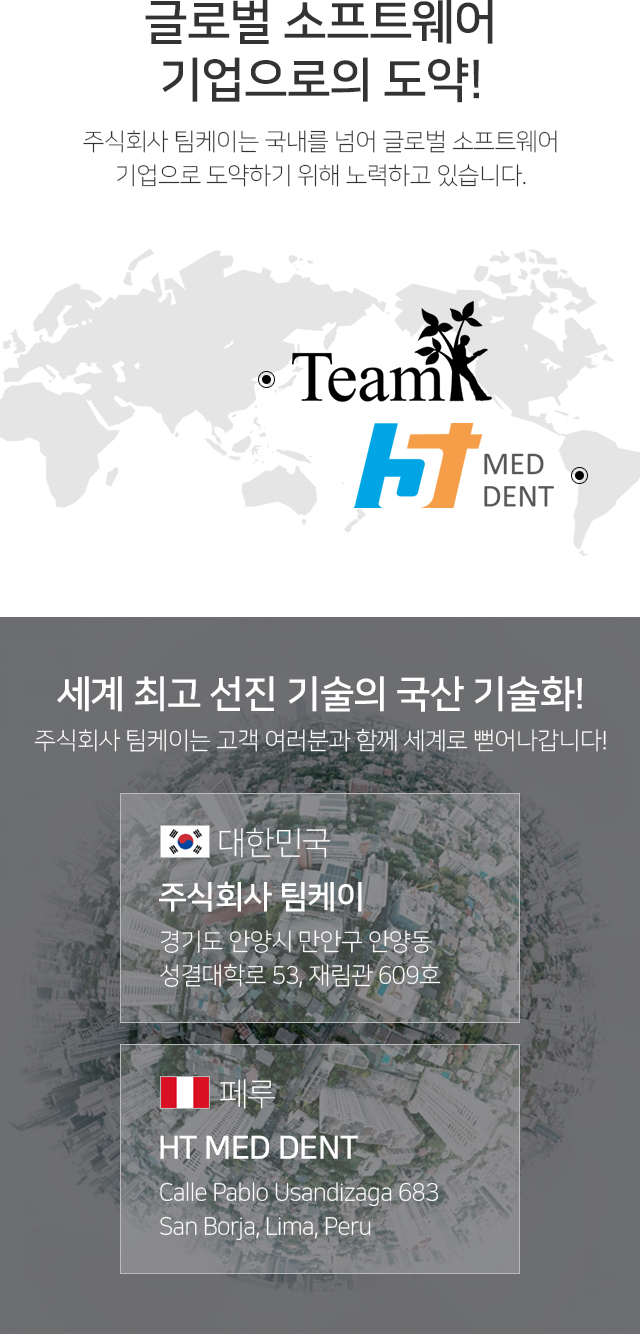 글로벌 소프트웨어
기업으로의 도약!
주식회사 팀케이는 국내를 넘어 글로벌 소프트웨어
기업으로 도약하기 위해 노력하고 있습니다.
TeamK
ht MED
DENT
세계 최고 선진 기술의 국산 기술화!
주식회사 팀케이는 고객 여러분과 함께 세계로 뻗어나갑니다!
대한민국
주식회사 팀케이
경기도 안양시 만안구 안양동
성결대학로 53, 재림관 609호
페루
HT MED DENT
Calle Pablo Usandizaga 683
San Borja, Lima, Peru